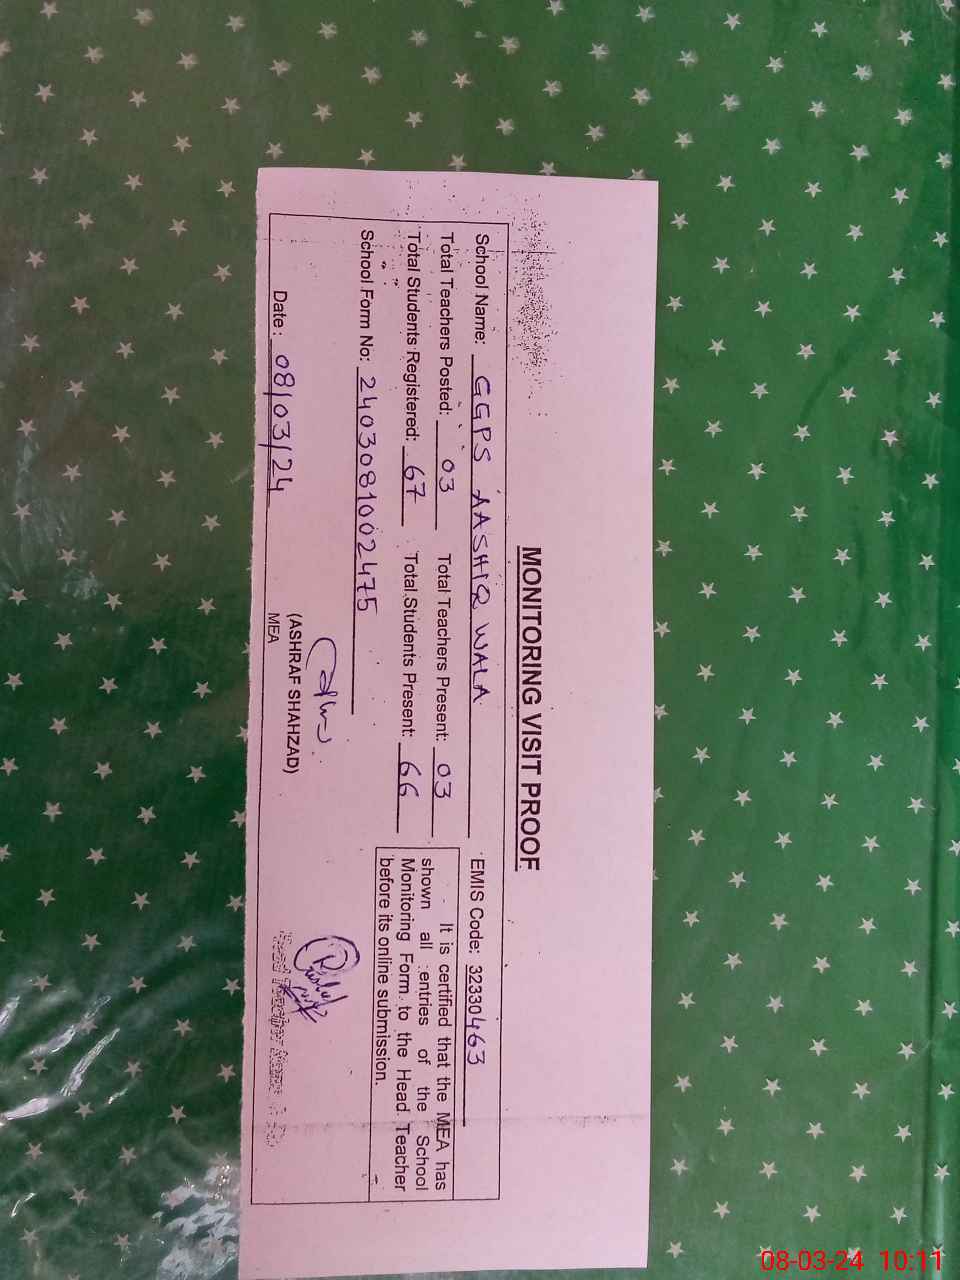 MONITORING VISIT PROOF
School Name: GGPS AASHIQ WALA EMIS Code: 32330463
Total Teachers Posted: 03 Total Teachers Present: 03
Total Students Registered: 67 Total Students Present: 66
School Form No: 2403081002475
It is certified that the MEA has
shown all entries of the School
Monitoring Form to the Head Teacher
before its online submission.
(ASHRAF SHAHZAD)
MEA
Date: 08/03/24
Head Teacher
08-03-24 10:11